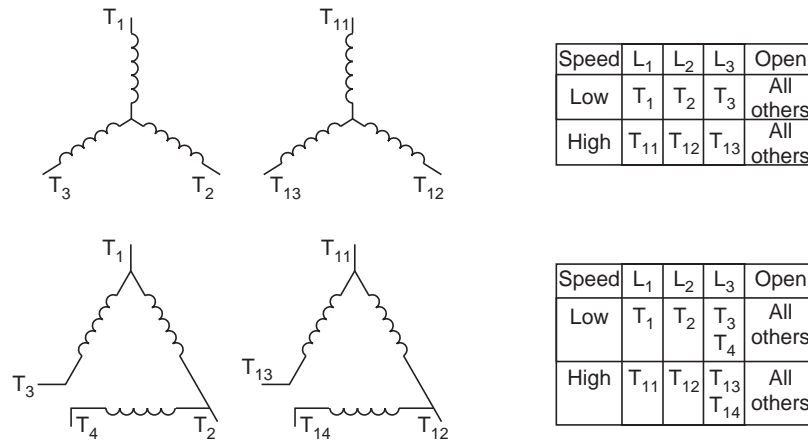 T1 T11
T3 T2 T13 T12
Speed L1 L2 L3 Open
Low T1 T2 T3 All others
High T11 T12 T13 All others
T1 T11
T3 T13
T4 T2 T14 T12
Speed L1 L2 L3 Open
Low T1 T2 T3 T4 All others
High T11 T12 T13 T14 All others